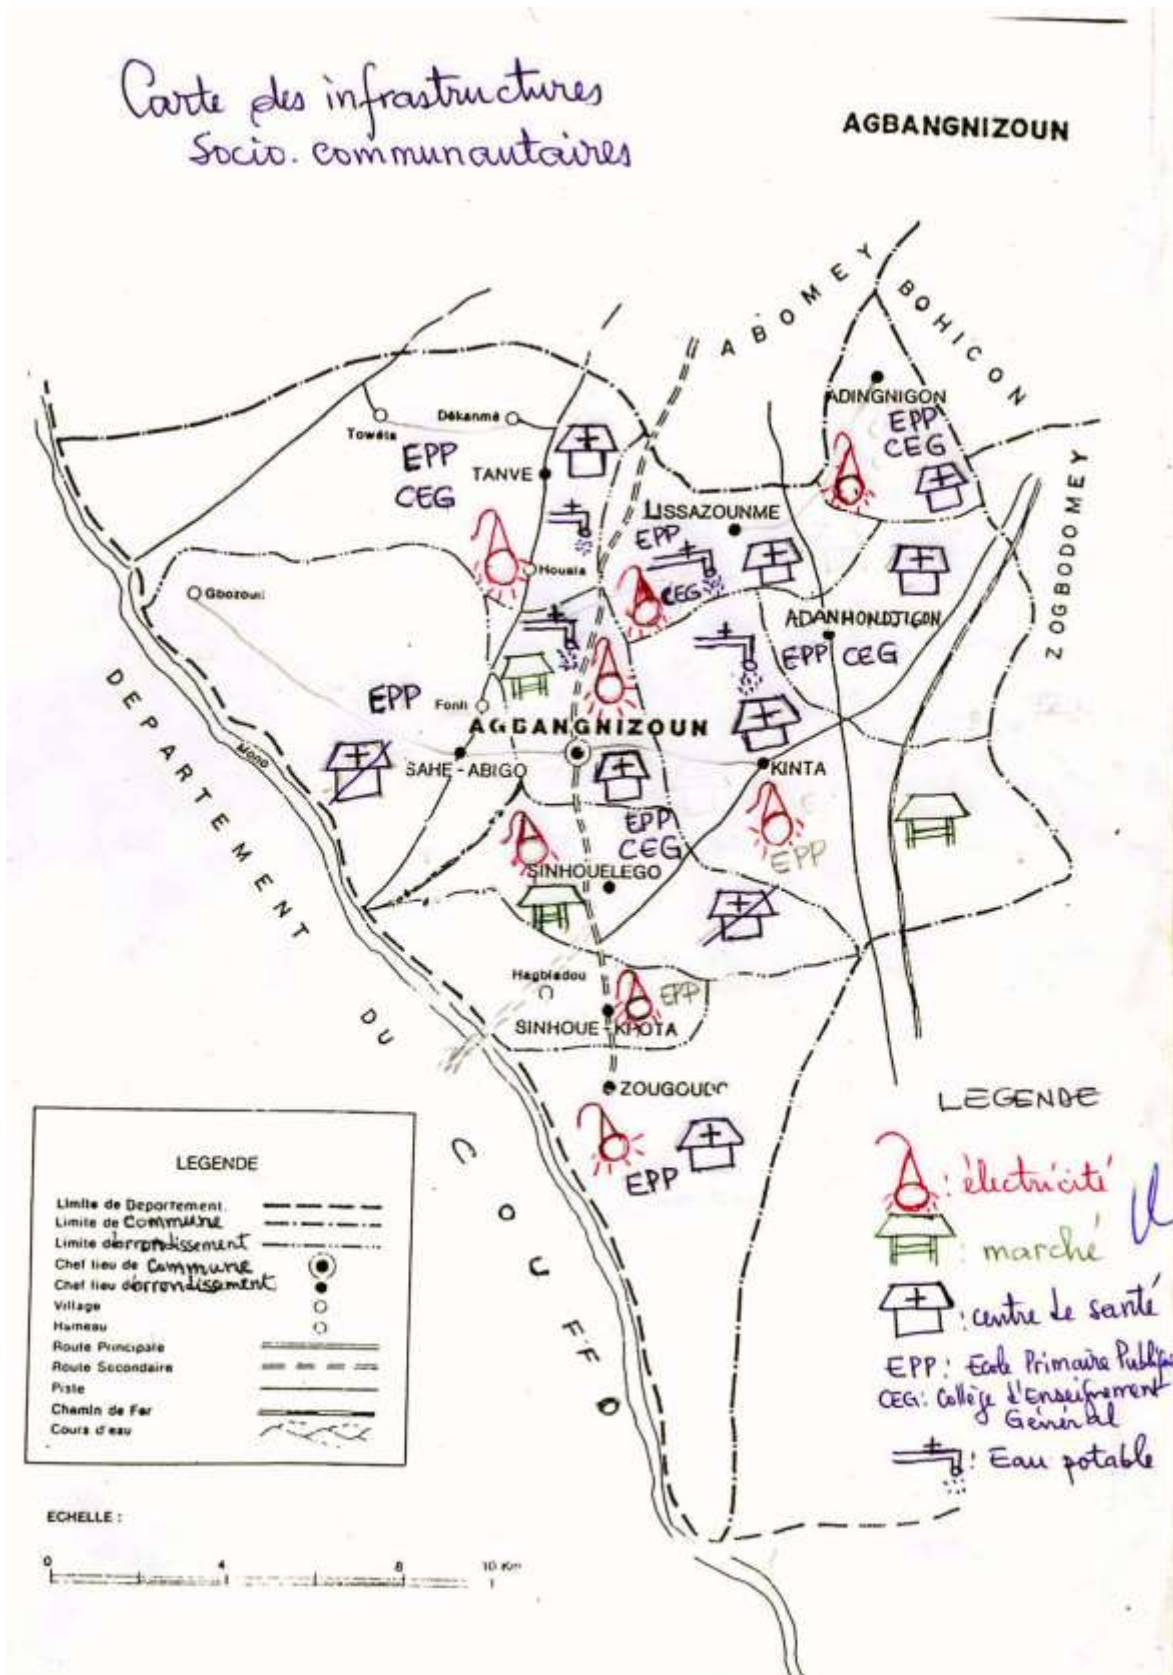 Carte des infrastructures
Socio. communautaires
AGBANGNIZOUN
ABOMEY
BOHICON
ZOGBODOMEY
ADINGNIGON
EPP
CEG
Towéta
Dékanmé
EPP
CEG
TANVE
LISSAZOUNME
EPP
CEG
Houala
Gbozoun
ADANHONDJIGON
EPP CEG
EPP
Fonli
AGBANGNIZOUN
SAHE-ABIGO
KINTA
Mono
EPP
CEG
EPP
SINHOUELEGO
Hagbladou
EPP
SINHOUE-KPOTA
ZOUGOUDO
EPP
DEPARTEMENT DU COUFFO
LEGENDE
Limite de Departement.
Limite de Commune
Limite d'arrondissement
Chef lieu de Commune
Chef lieu d'arrondissement
Village
Hameau
Route Principale
Route Secondaire
Piste
Chemin de Fer
Cours d'eau
ECHELLE :
0 4 8 10 Km
LEGENDE
: électricité
: marché
: centre de santé
EPP : Ecole Primaire Publique
CEG : Collège d'Enseignement
Général
: Eau potable